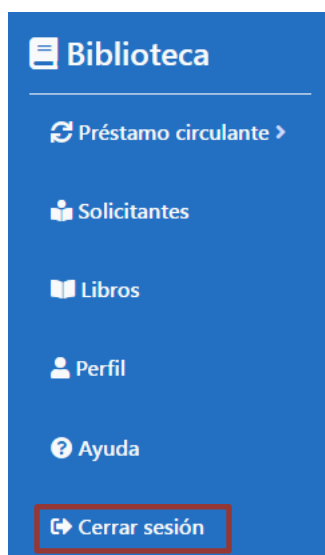 Biblioteca
Préstamo circulante >
Solicitantes
Libros
Perfil
Ayuda
Cerrar sesión